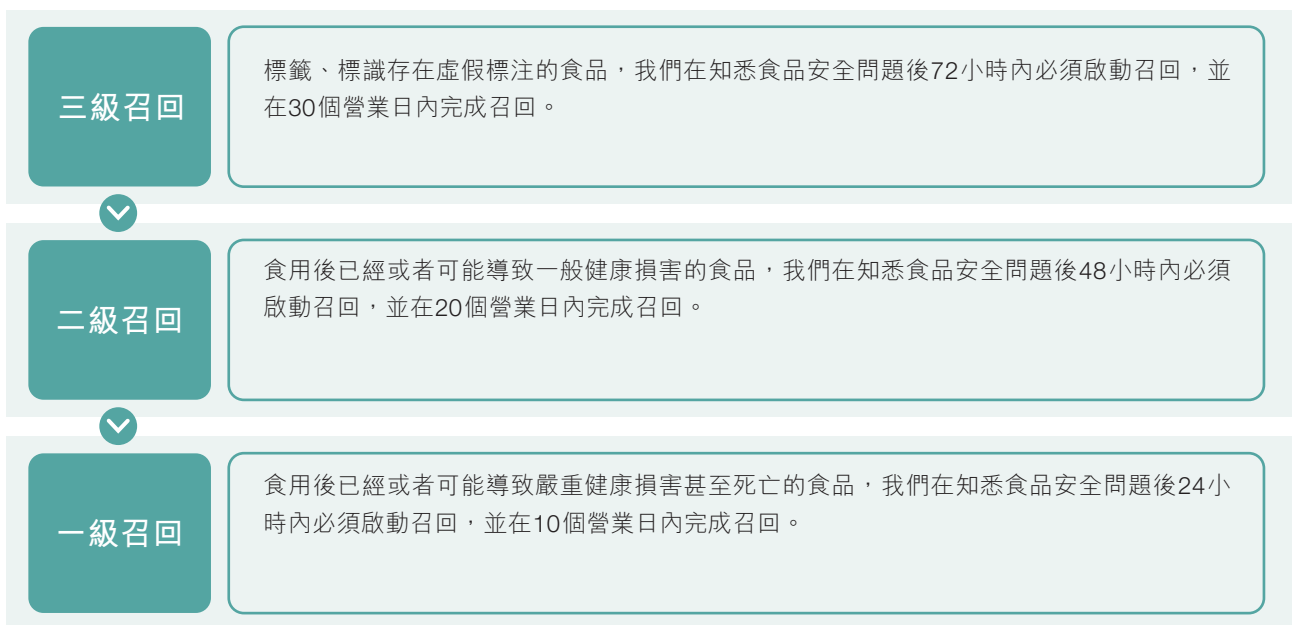 三級召回
標籤、標識存在虛假標注的食品，我們在知悉食品安全問題後72小時內必須啟動召回，並
在30個營業日內完成召回。
二級召回
食用後已經或者可能導致一般健康損害的食品，我們在知悉食品安全問題後48小時內必須
啟動召回，並在20個營業日內完成召回。
一級召回
食用後已經或者可能導致嚴重健康損害甚至死亡的食品，我們在知悉食品安全問題後24小
時內必須啟動召回，並在10個營業日內完成召回。